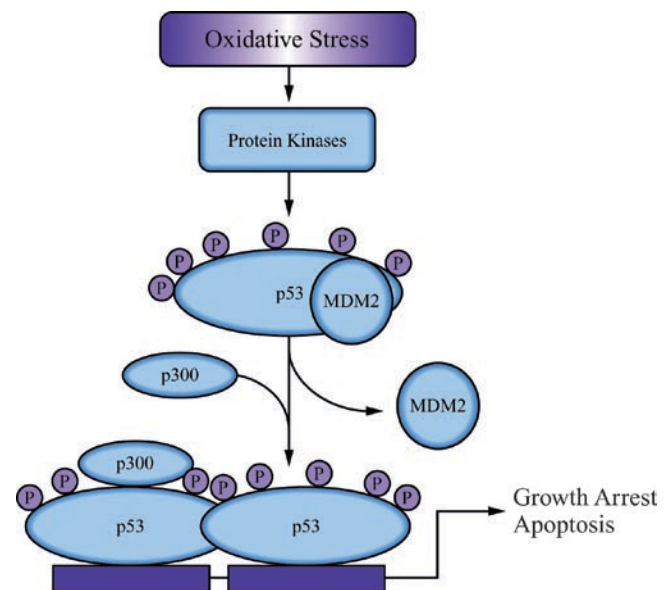 Oxidative Stress
Protein Kinases
P
P
P
P
P
P
p53
MDM2
p300
MDM2
p300
P
P
P
P
P
P
P
P
p53
p53
Growth Arrest
Apoptosis